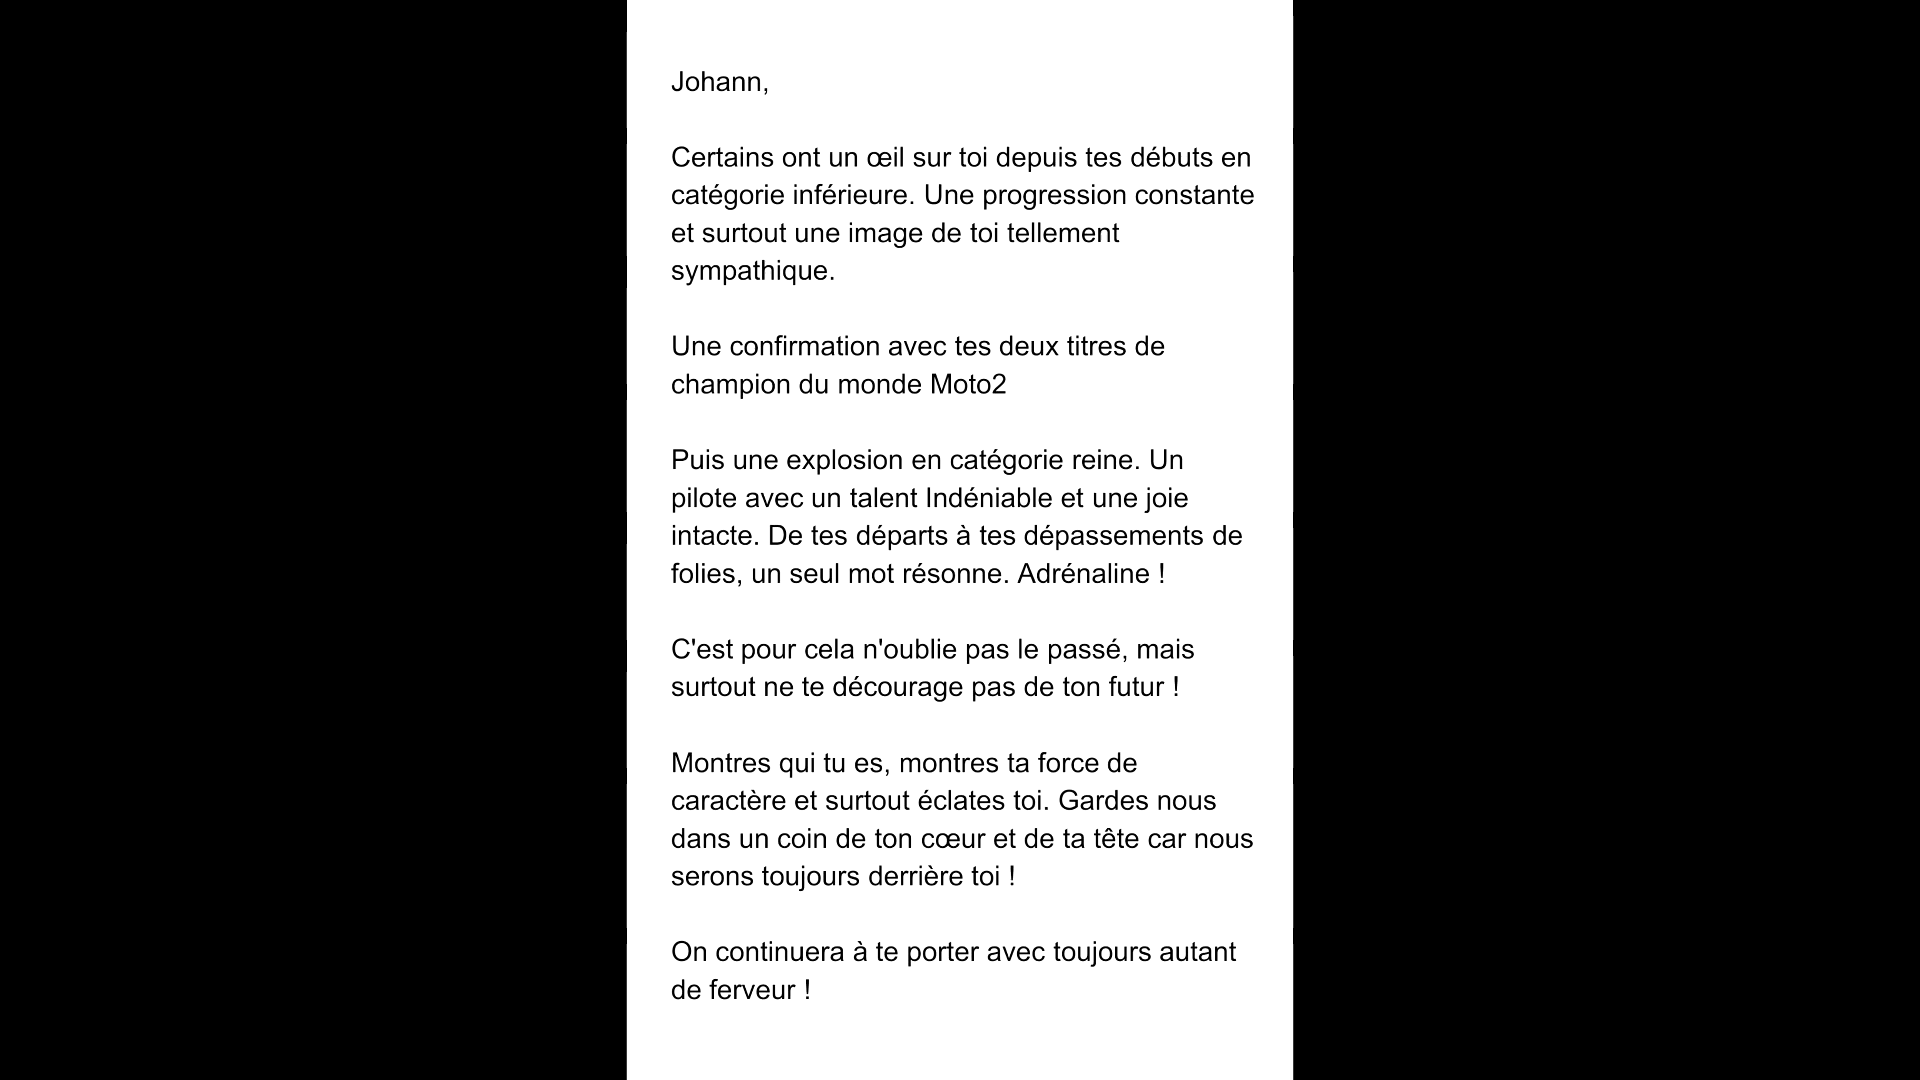 Johann,
Certains ont un œil sur toi depuis tes débuts en
catégorie inférieure. Une progression constante
et surtout une image de toi tellement
sympathique.
Une confirmation avec tes deux titres de
champion du monde Moto2
Puis une explosion en catégorie reine. Un
pilote avec un talent Indéniable et une joie
intacte. De tes départs à tes dépassements de
folies, un seul mot résonne. Adrénaline !
C'est pour cela n'oublie pas le passé, mais
surtout ne te décourage pas de ton futur !
Montres qui tu es, montres ta force de
caractère et surtout éclates toi. Gardes nous
dans un coin de ton cœur et de ta tête car nous
serons toujours derrière toi !
On continuera à te porter avec toujours autant
de ferveur !